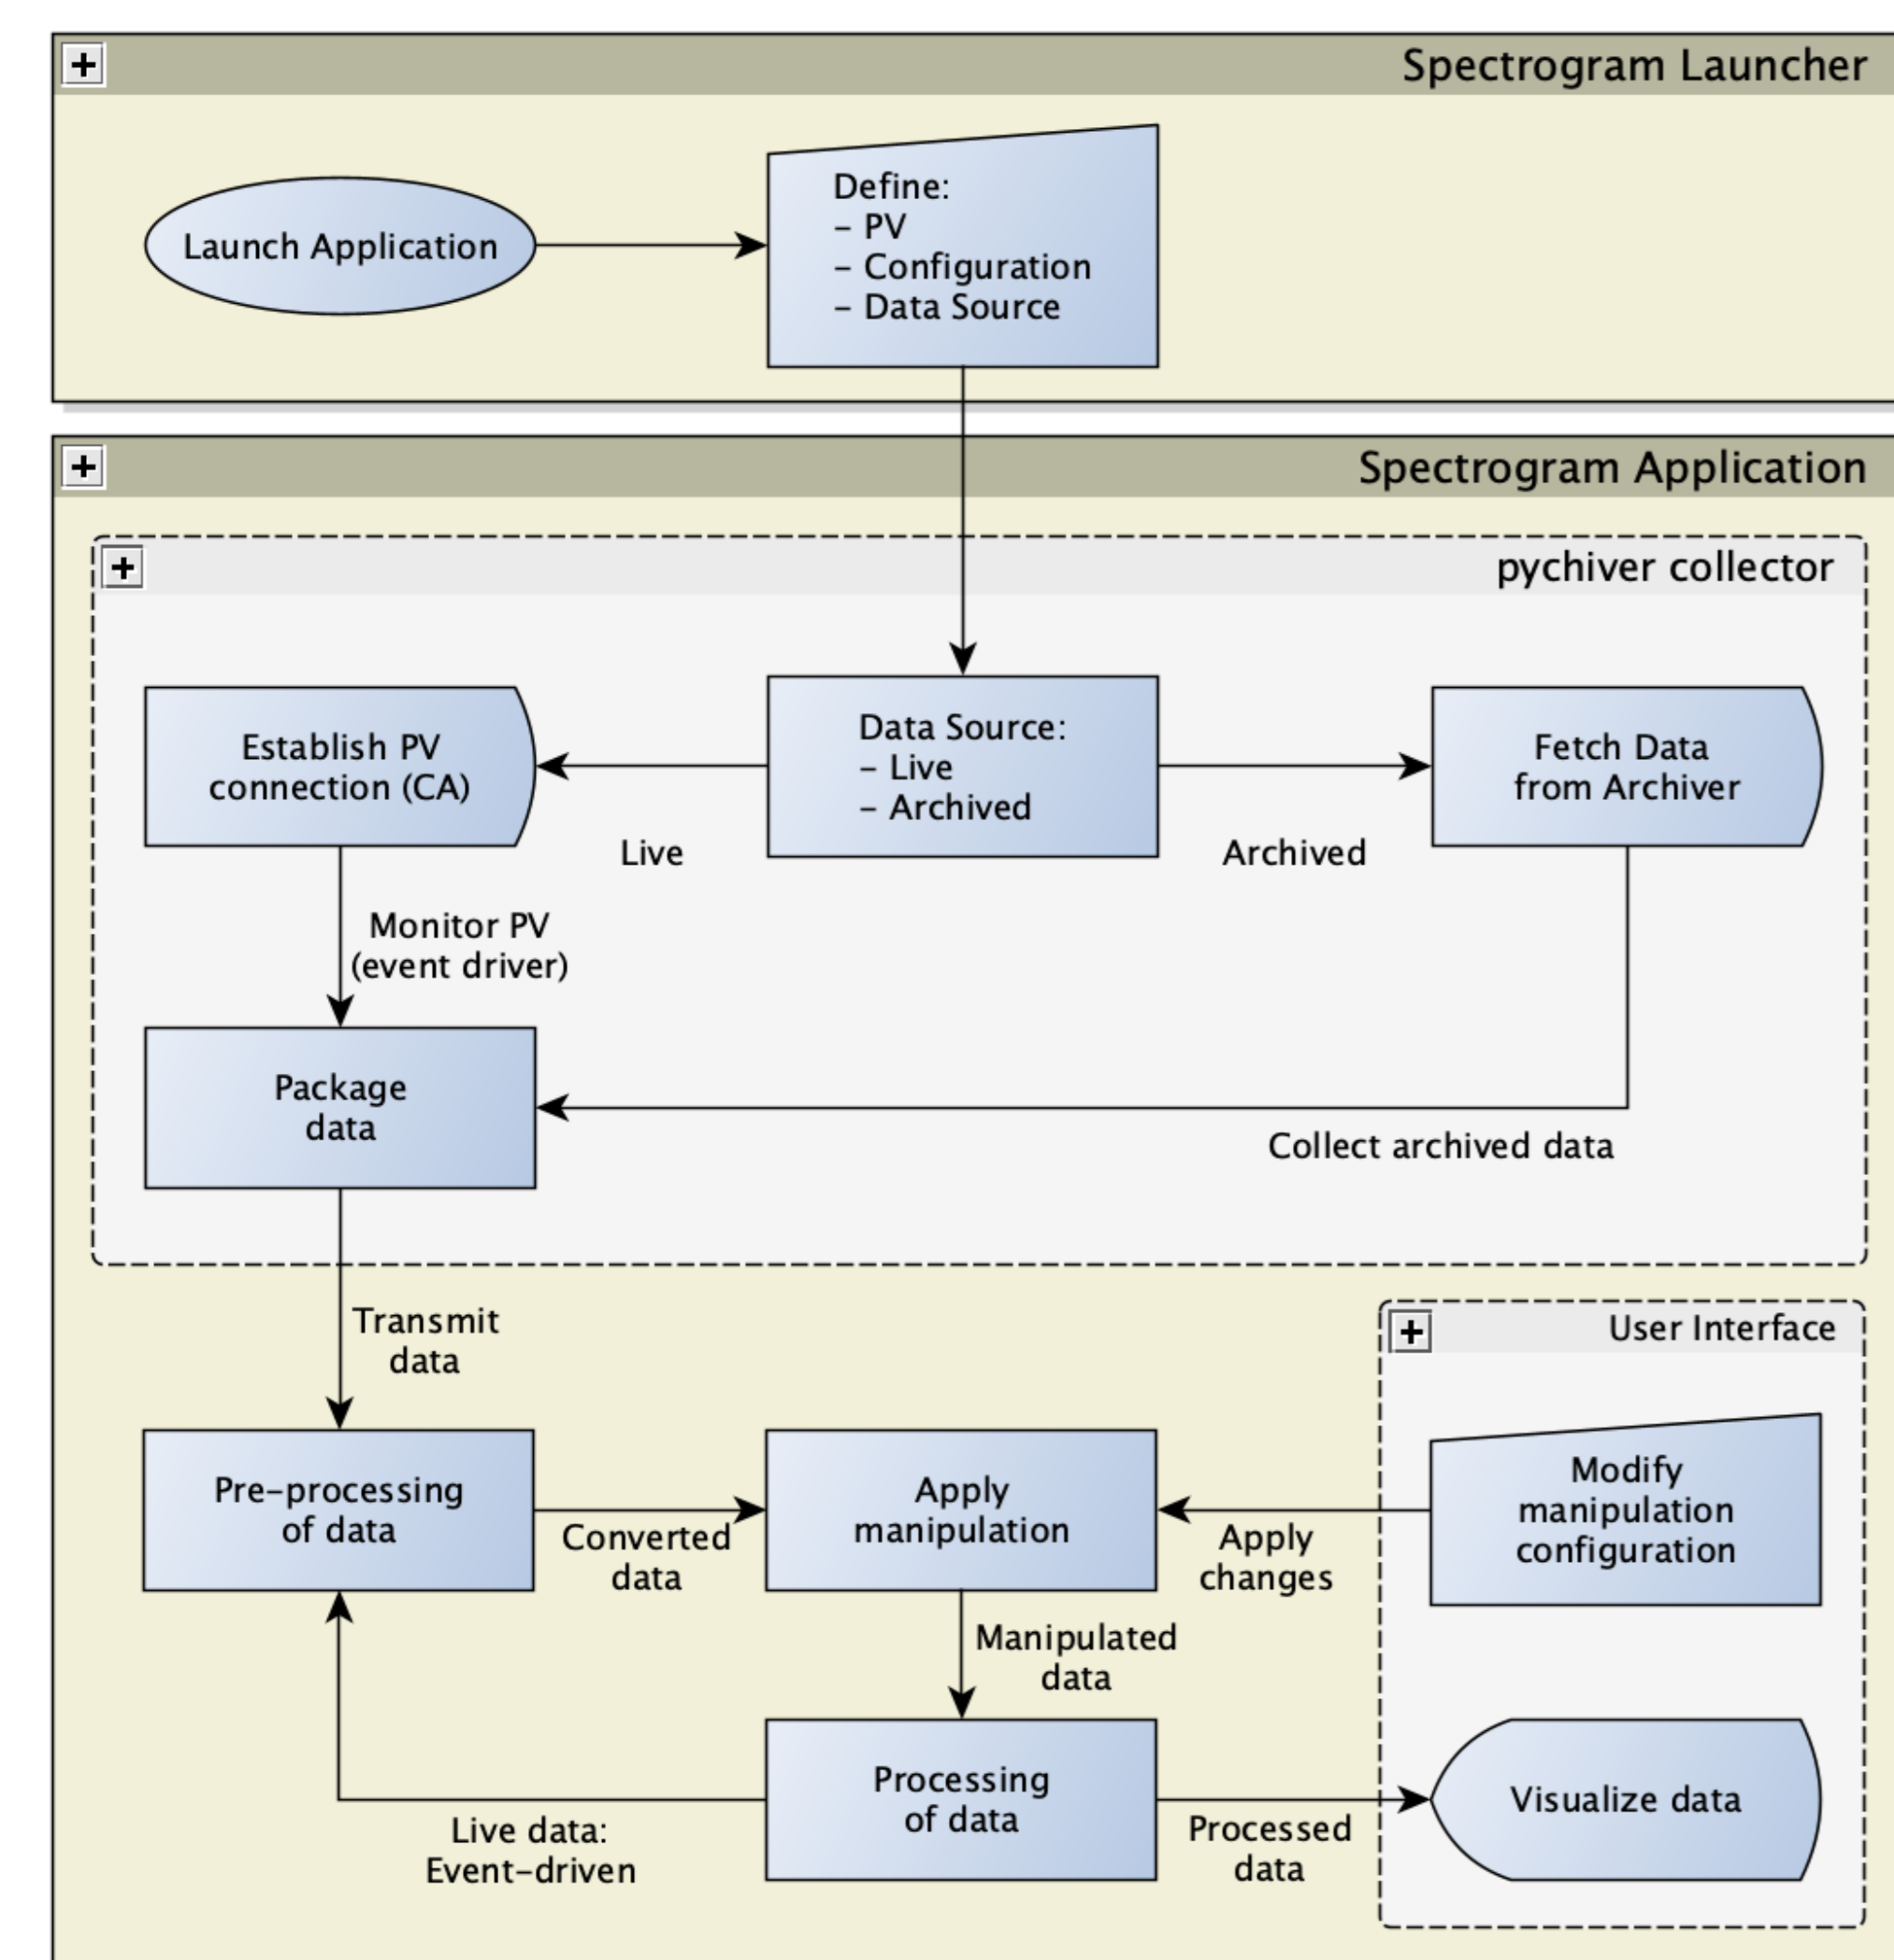 Spectrogram Launcher
Launch Application
Define:
– PV
– Configuration
– Data Source
Spectrogram Application
pychiver collector
Establish PV
connection (CA)
Data Source:
– Live
– Archived
Fetch Data
from Archiver
Live
Archived
Monitor PV
(event driver)
Package
data
Collect archived data
Transmit
data
User Interface
Pre–processing
of data
Converted
data
Apply
manipulation
Apply
changes
Modify
manipulation
configuration
Manipulated
data
Processing
of data
Live data:
Event–driven
Processed
data
Visualize data